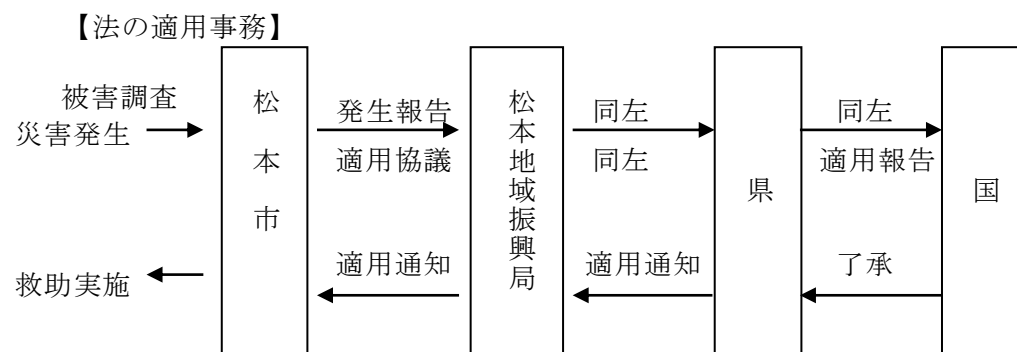 【法の適用事務】
被害調査
災害発生
松本市
発生報告
適用協議
松本地域振興局
同左
同左
県
同左
適用報告
国
救助実施
適用通知
適用通知
了承